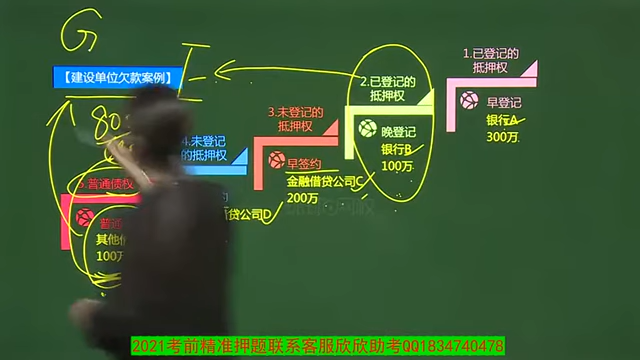 G
I
【建设单位欠款案例】
80
1.已登记的
抵押权
早登记
银行A
300万
2.已登记的
抵押权
晚登记
银行B
100万
3.未登记的
抵押权
早签约
金融借贷公司C
200万
4.未登记
的抵押权
借贷公司D
5.普通债权
普通
其他
100万
2021考前精准押题联系客服欣欣助考QQ1834740478